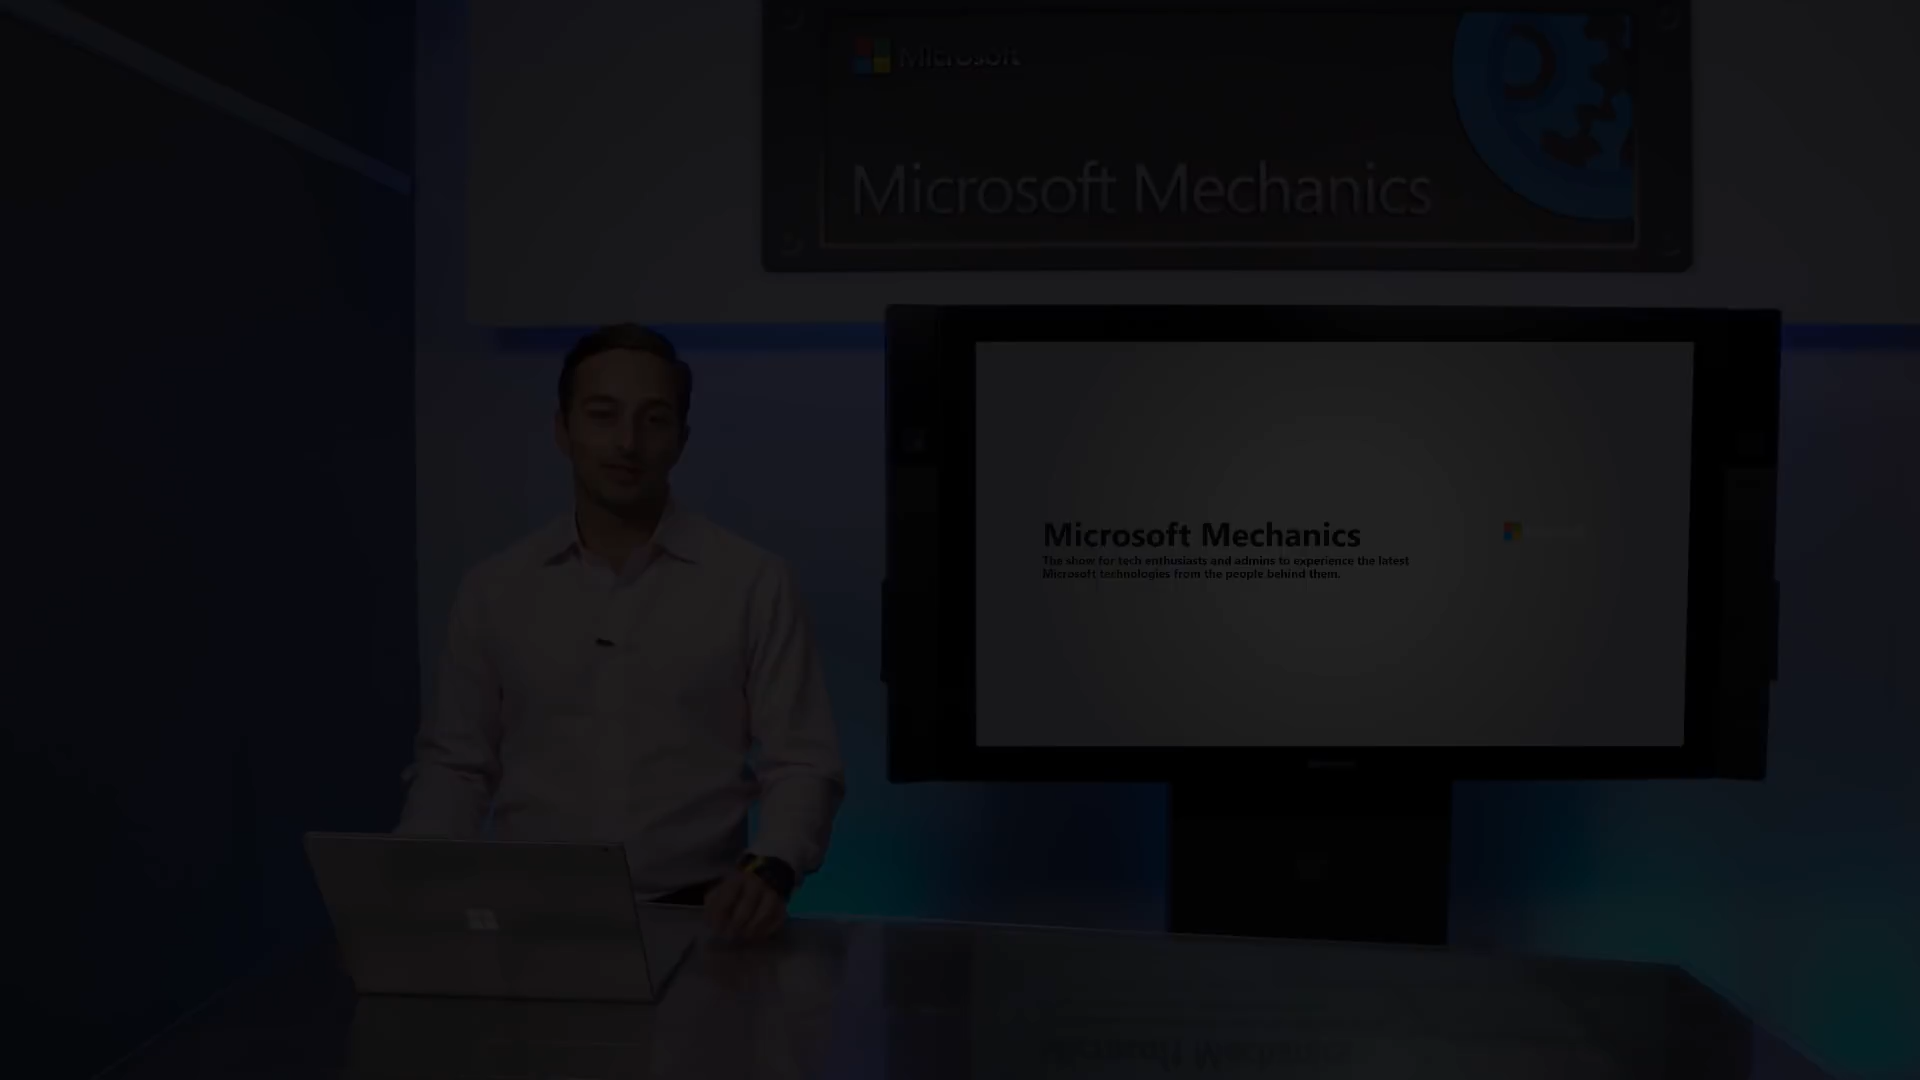 Microsoft
Microsoft Mechanics
Microsoft Mechanics
The show for tech enthusiasts and admins to experience the latest
Microsoft technologies from the people behind them.